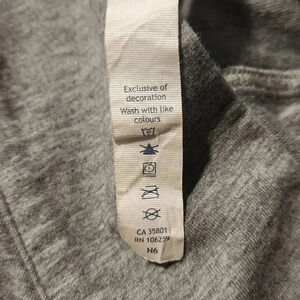 Exclusive of
decoration
Wash with like
colours
CA 35801
RN 106259
N6